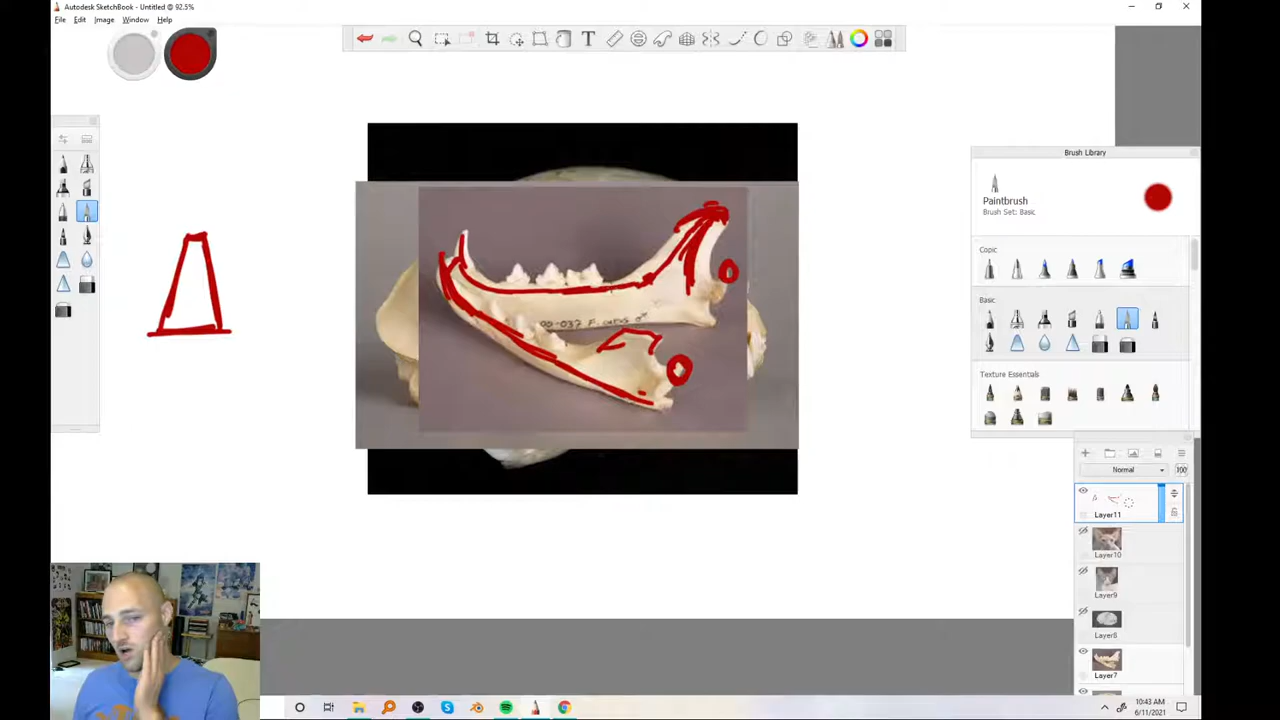 Autodesk SketchBook - Untitled @ 92.5%
File Edit Image Window Help
T
Brush Library
Paintbrush
Brush Set: Basic
Copic
Basic
Texture Essentials
Normal
100
Layer11
Layer10
Layer9
Layer8
Layer7
10:43 AM
6/11/2021